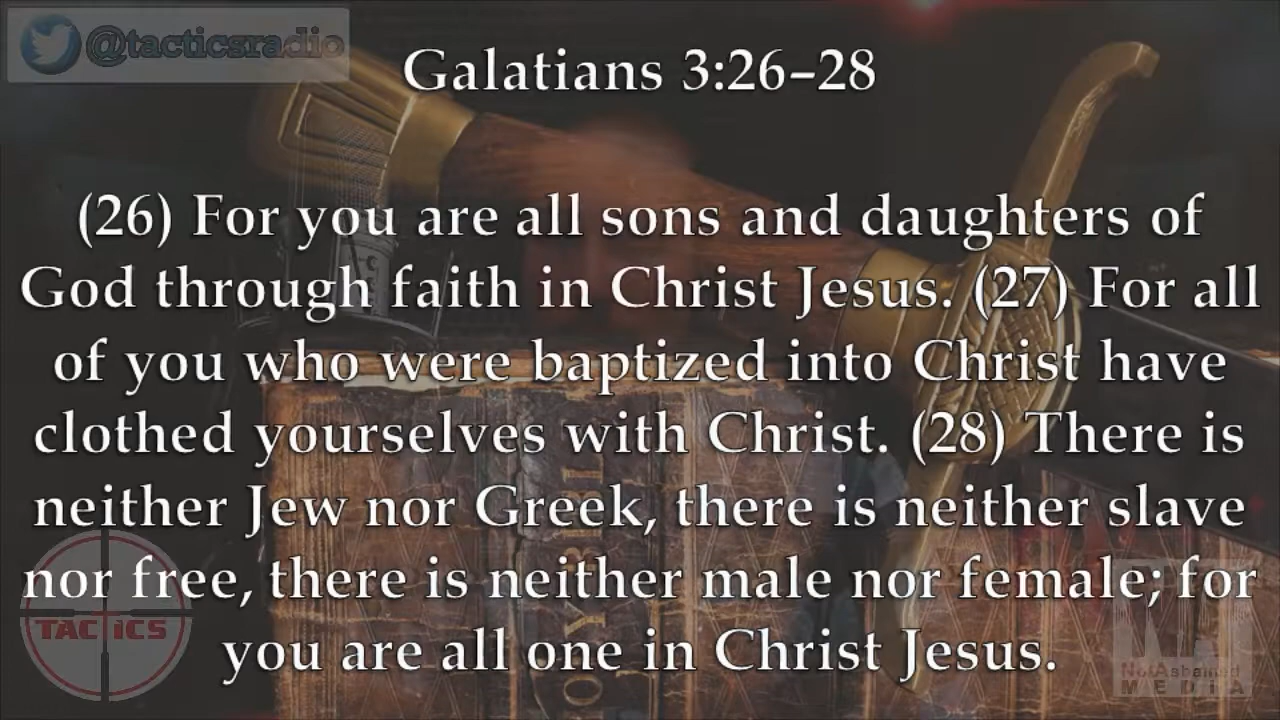 @tacticsradio
Galatians 3:26–28
(26) For you are all sons and daughters of
God through faith in Christ Jesus. (27) For all
of you who were baptized into Christ have
clothed yourselves with Christ. (28) There is
neither Jew nor Greek, there is neither slave
nor free, there is neither male nor female; for
you are all one in Christ Jesus.
TACTICS
NotAshamed
MEDIA